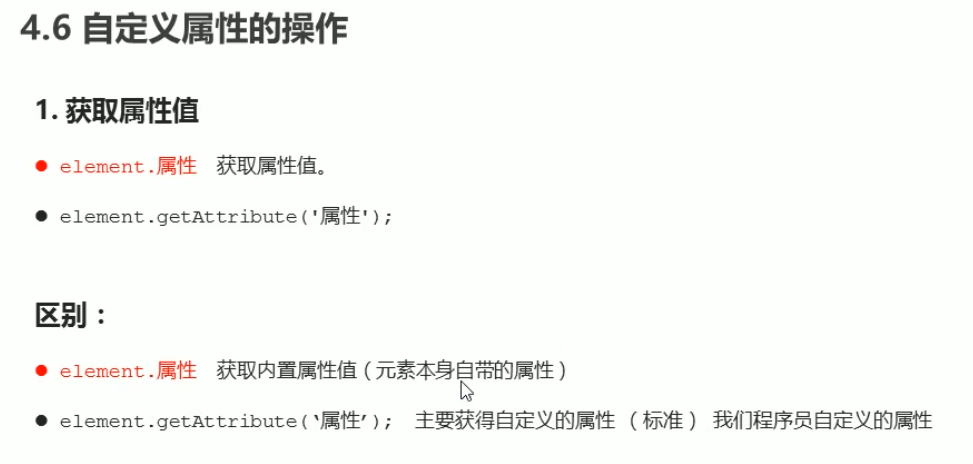 4.6 自定义属性的操作
1. 获取属性值
● element.属性 获取属性值。
● element.getAttribute('属性');
区别：
● element.属性 获取内置属性值（元素本身自带的属性）
● element.getAttribute(‘属性’); 主要获得自定义的属性 （标准） 我们程序员自定义的属性